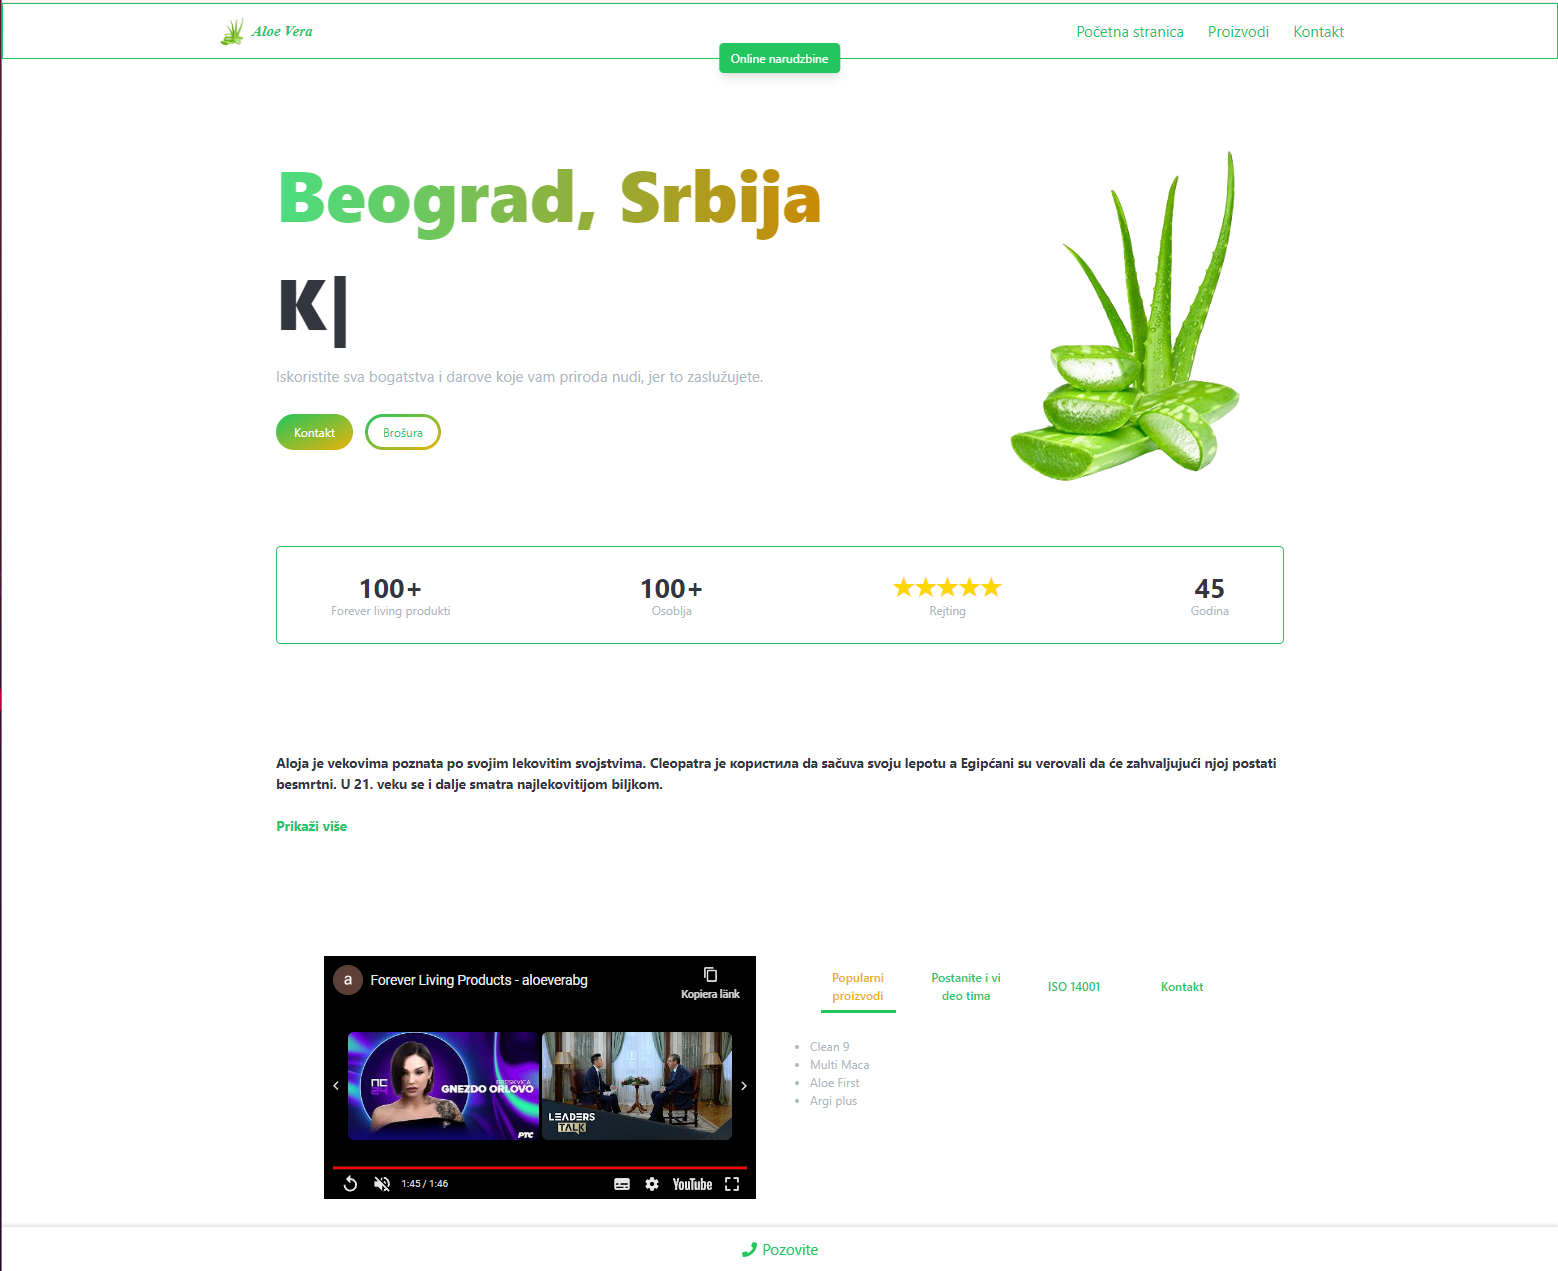 Aloe Vera
Početna stranica Proizvodi Kontakt
Online narudzbine
Beograd, Srbija
K|
Iskoristite sva bogatstva i darove koje vam priroda nudi, jer to zaslužujete.
Kontakt Brošura
100+ 100+ ★★★★★ 45
Forever living produkti Osoblja Rejting Godina
Aloja je vekovima poznata po svojim lekovitim svojstvima. Cleopatra je користила da sačuva svoju lepotu a Egipćani su verovali da će zahvaljujući njoj postati
besmrtni. U 21. veku se i dalje smatra najlekovitijom biljkom.
Prikaži više
a Forever Living Products - aloeverabg
Kopiera länk
GNEZDO ORLOVO
РТС
LEADERS
TALK
1:45 / 1:46 YouTube
Popularni
proizvodi
Postanite i vi
deo tima
ISO 14001
Kontakt
Clean 9
Multi Maca
Aloe First
Argi plus
Pozovite